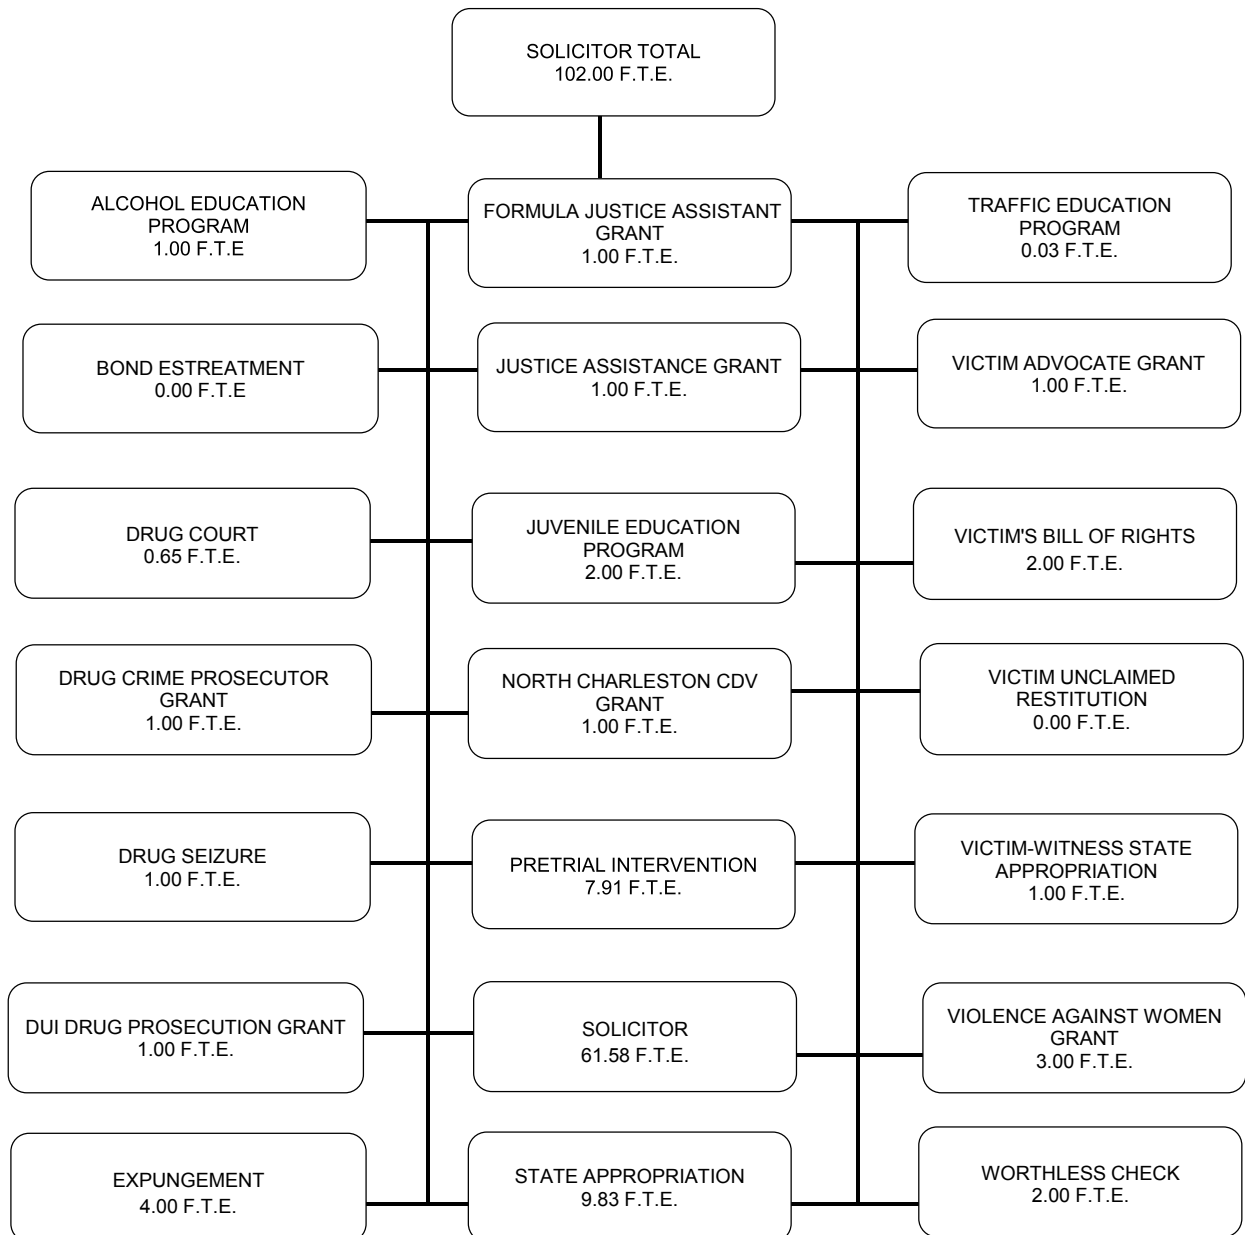 SOLICITOR TOTAL
102.00 F.T.E.
ALCOHOL EDUCATION
PROGRAM
1.00 F.T.E
FORMULA JUSTICE ASSISTANT
GRANT
1.00 F.T.E.
TRAFFIC EDUCATION
PROGRAM
0.03 F.T.E.
BOND ESTREATMENT
0.00 F.T.E
JUSTICE ASSISTANCE GRANT
1.00 F.T.E.
VICTIM ADVOCATE GRANT
1.00 F.T.E.
DRUG COURT
0.65 F.T.E.
JUVENILE EDUCATION
PROGRAM
2.00 F.T.E.
VICTIM'S BILL OF RIGHTS
2.00 F.T.E.
DRUG CRIME PROSECUTOR
GRANT
1.00 F.T.E.
NORTH CHARLESTON CDV
GRANT
1.00 F.T.E.
VICTIM UNCLAIMED
RESTITUTION
0.00 F.T.E.
DRUG SEIZURE
1.00 F.T.E.
PRETRIAL INTERVENTION
7.91 F.T.E.
VICTIM-WITNESS STATE
APPROPRIATION
1.00 F.T.E.
DUI DRUG PROSECUTION GRANT
1.00 F.T.E.
SOLICITOR
61.58 F.T.E.
VIOLENCE AGAINST WOMEN
GRANT
3.00 F.T.E.
EXPUNGEMENT
4.00 F.T.E.
STATE APPROPRIATION
9.83 F.T.E.
WORTHLESS CHECK
2.00 F.T.E.